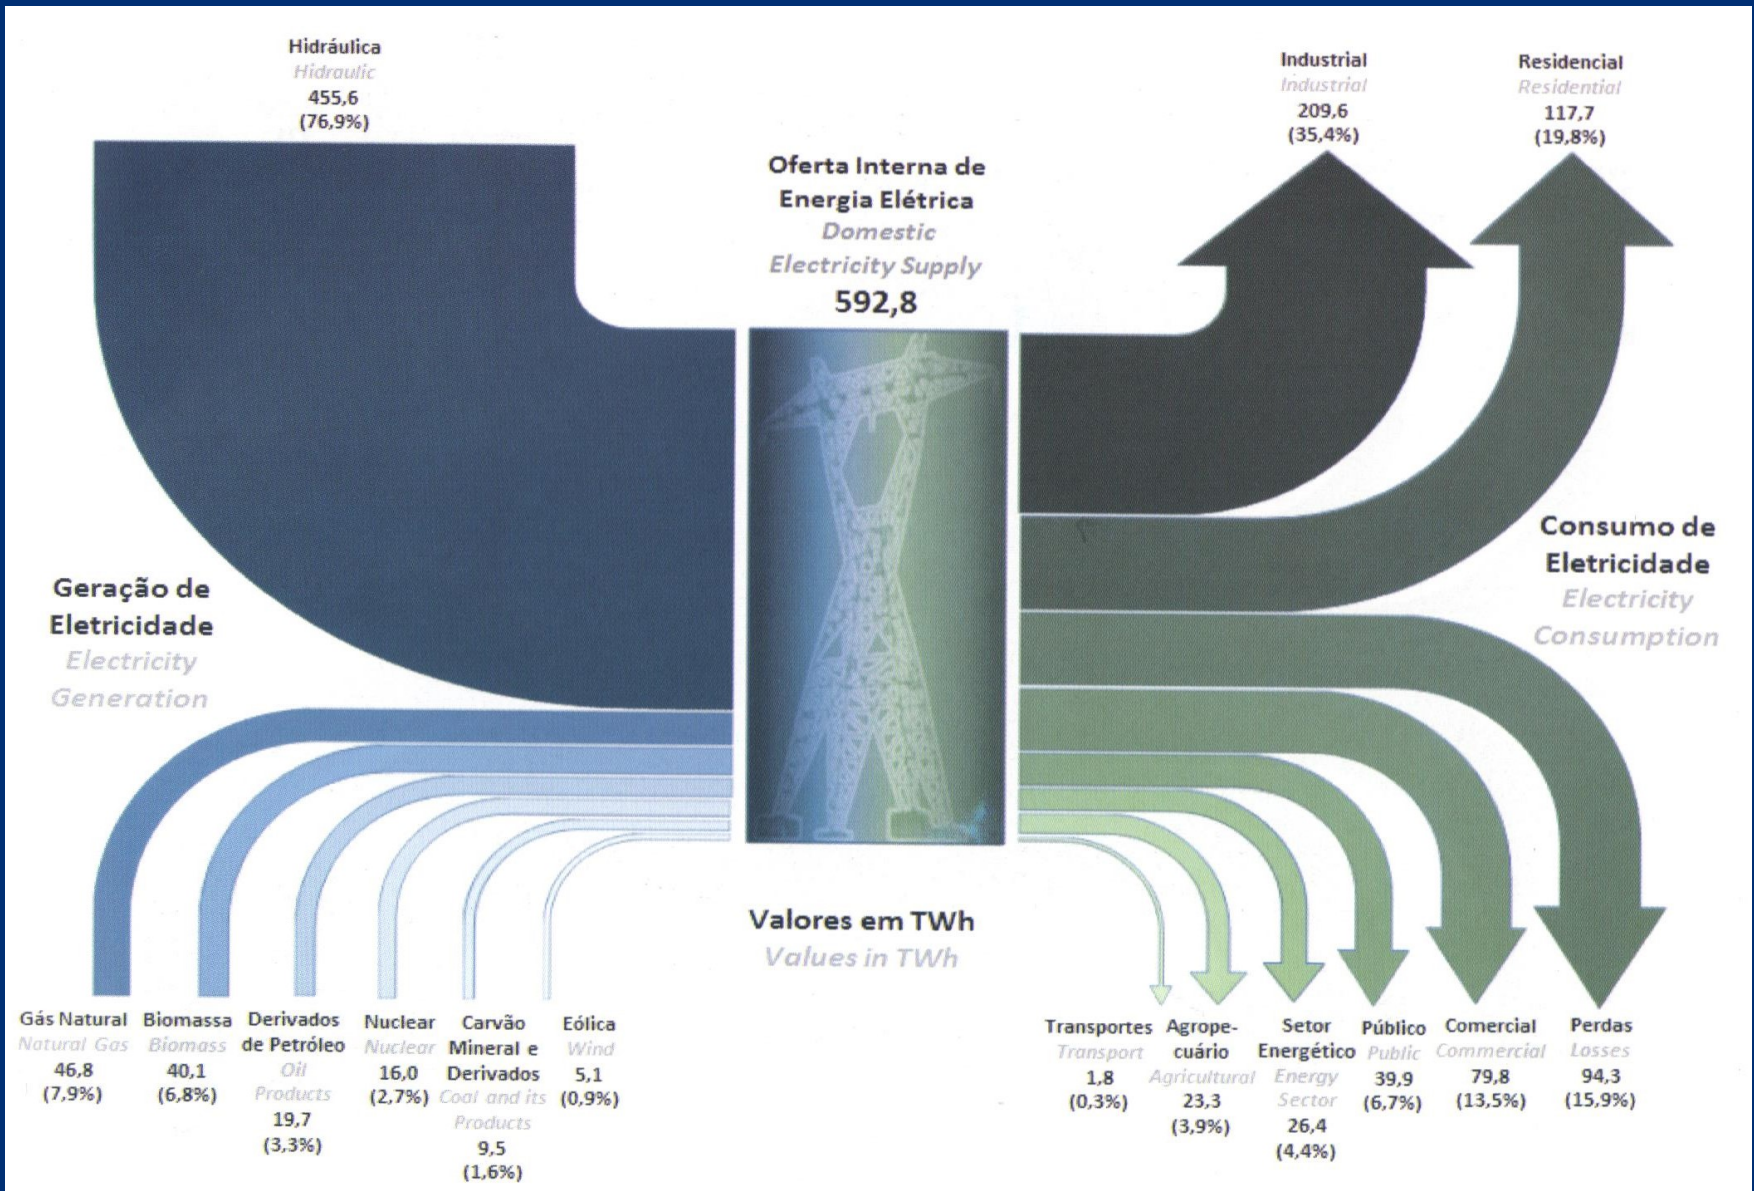 Hidráulica
Hidraulic
455,6
(76,9%)
Industrial
Industrial
209,6
(35,4%)
Residencial
Residential
117,7
(19,8%)
Oferta Interna de
Energia Elétrica
Domestic
Electricity Supply
592,8
Geração de
Eletricidade
Electricity
Generation
Consumo de
Eletricidade
Electricity
Consumption
Valores em TWh
Values in TWh
Gás Natural
Natural Gas
46,8
(7,9%)
Biomassa
Biomass
40,1
(6,8%)
Derivados
de Petróleo
Oil
Products
19,7
(3,3%)
Nuclear
Nuclear
16,0
(2,7%)
Carvão
Mineral e
Derivados
Coal and its
Products
9,5
(1,6%)
Eólica
Wind
5,1
(0,9%)
Transportes
Transport
1,8
(0,3%)
Agrope-
cuário
Agricultural
23,3
(3,9%)
Setor
Energético
Energy
Sector
26,4
(4,4%)
Público
Public
39,9
(6,7%)
Comercial
Commercial
79,8
(13,5%)
Perdas
Losses
94,3
(15,9%)